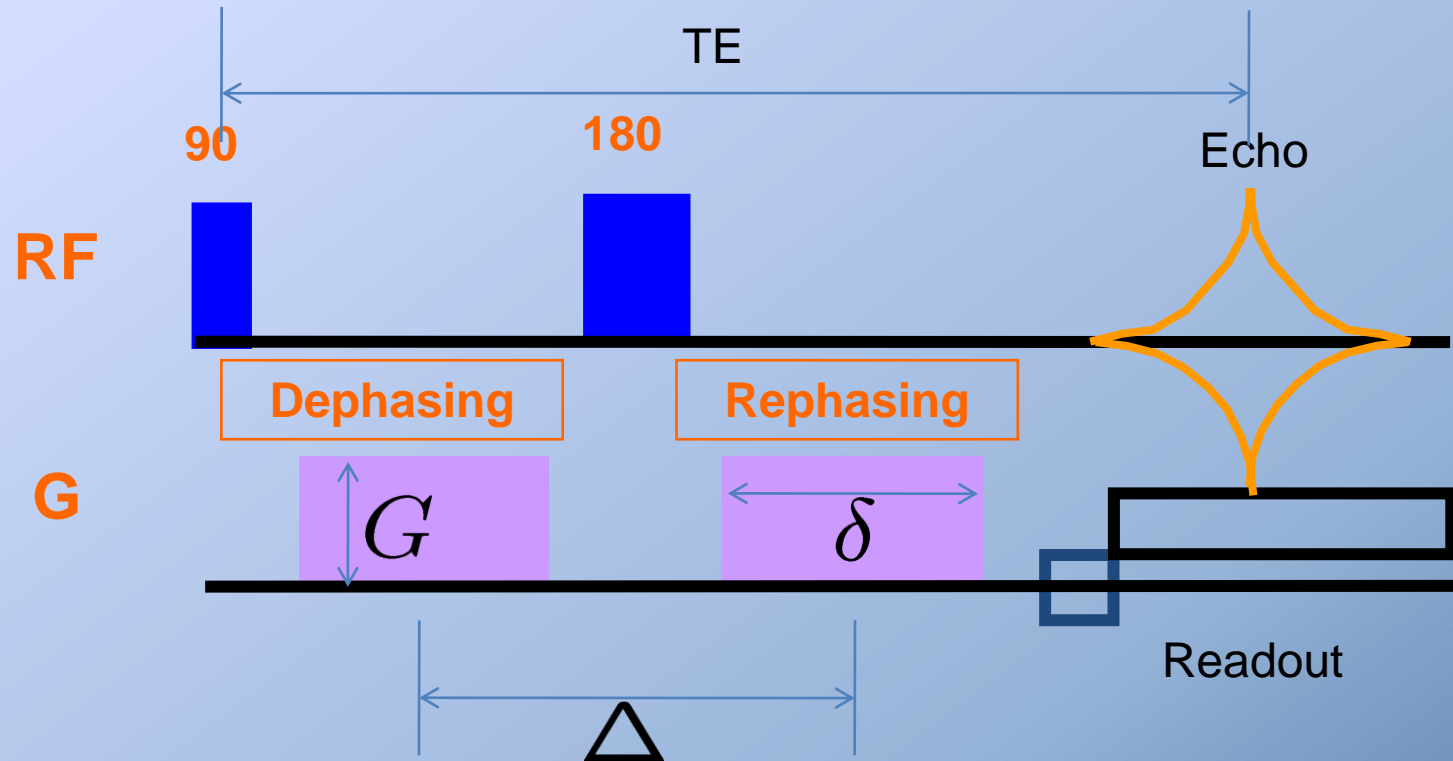 TE
90
180
Echo
RF
Dephasing
Rephasing
G
G
δ
Readout
Δ